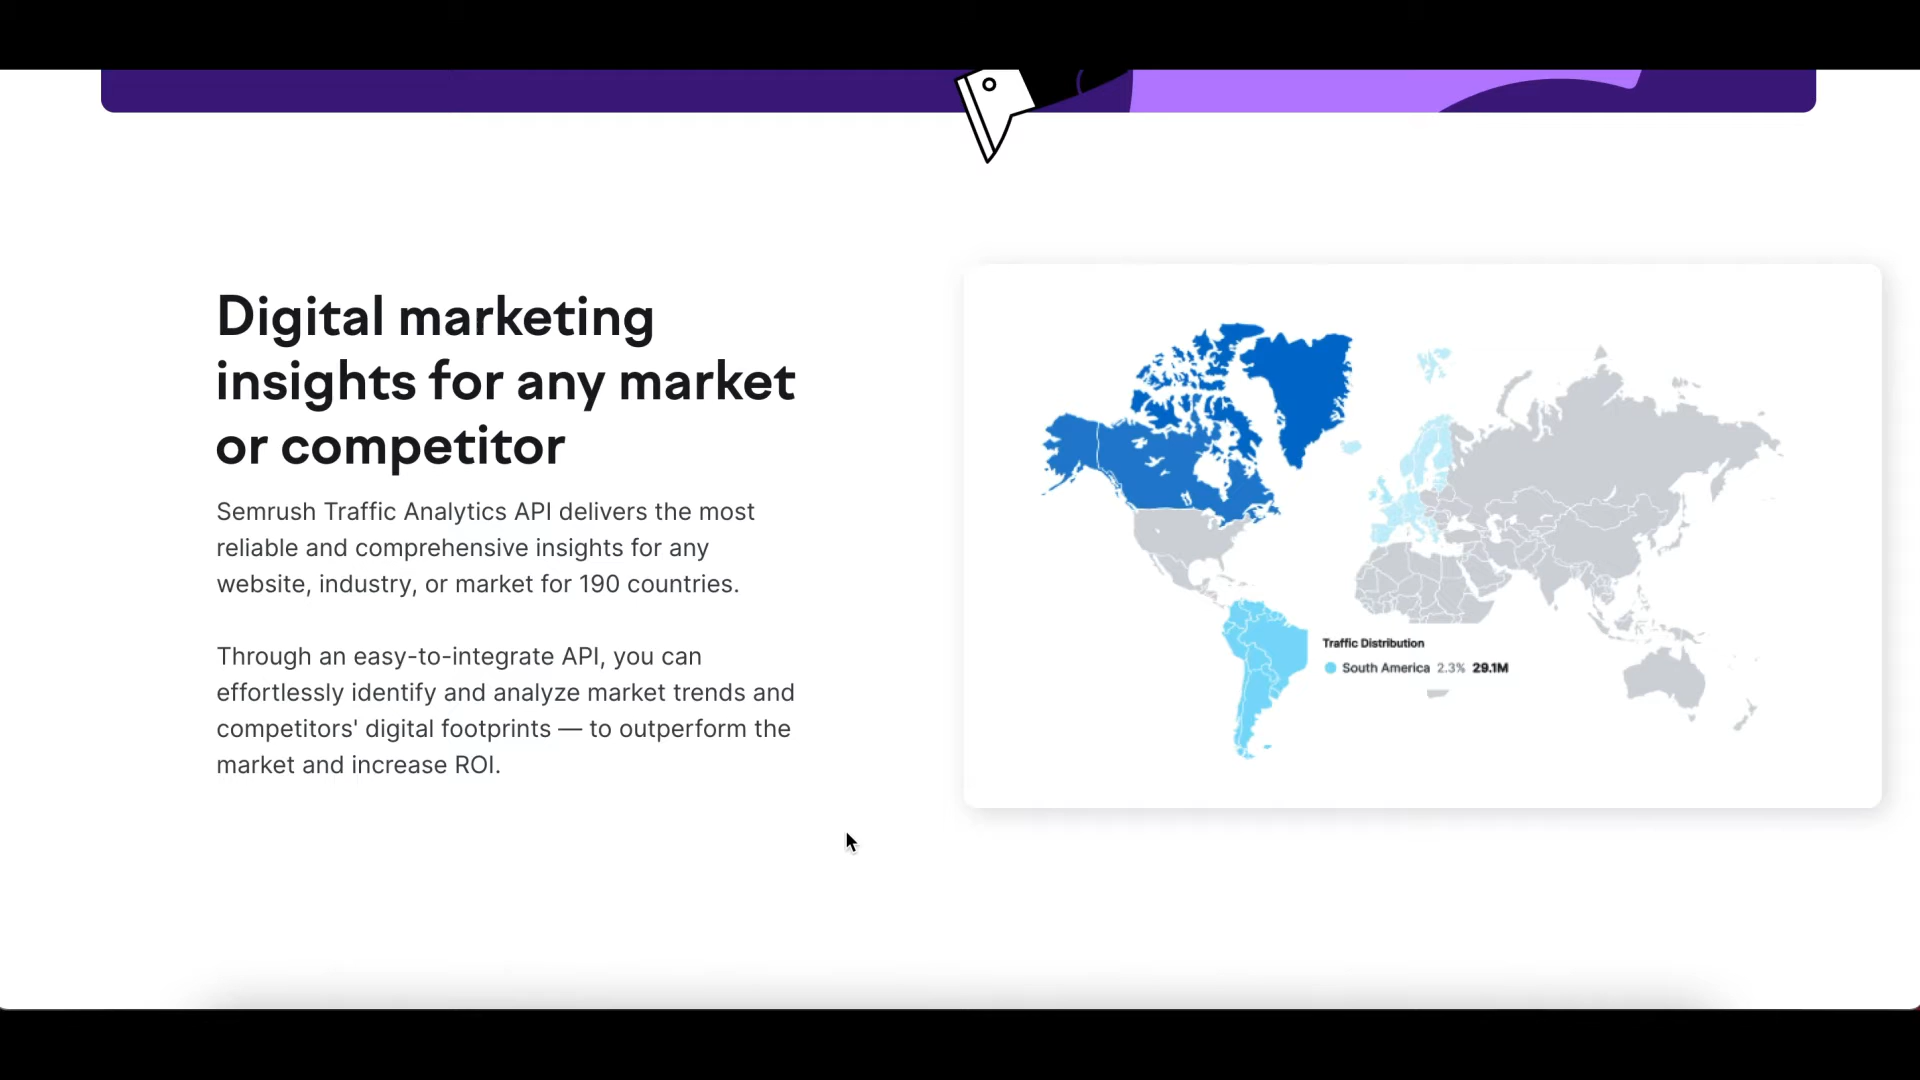 Digital marketing
insights for any market
or competitor
Semrush Traffic Analytics API delivers the most
reliable and comprehensive insights for any
website, industry, or market for 190 countries.
Through an easy-to-integrate API, you can
effortlessly identify and analyze market trends and
competitors' digital footprints — to outperform the
market and increase ROI.
Traffic Distribution
South America 2.3% 29.1M